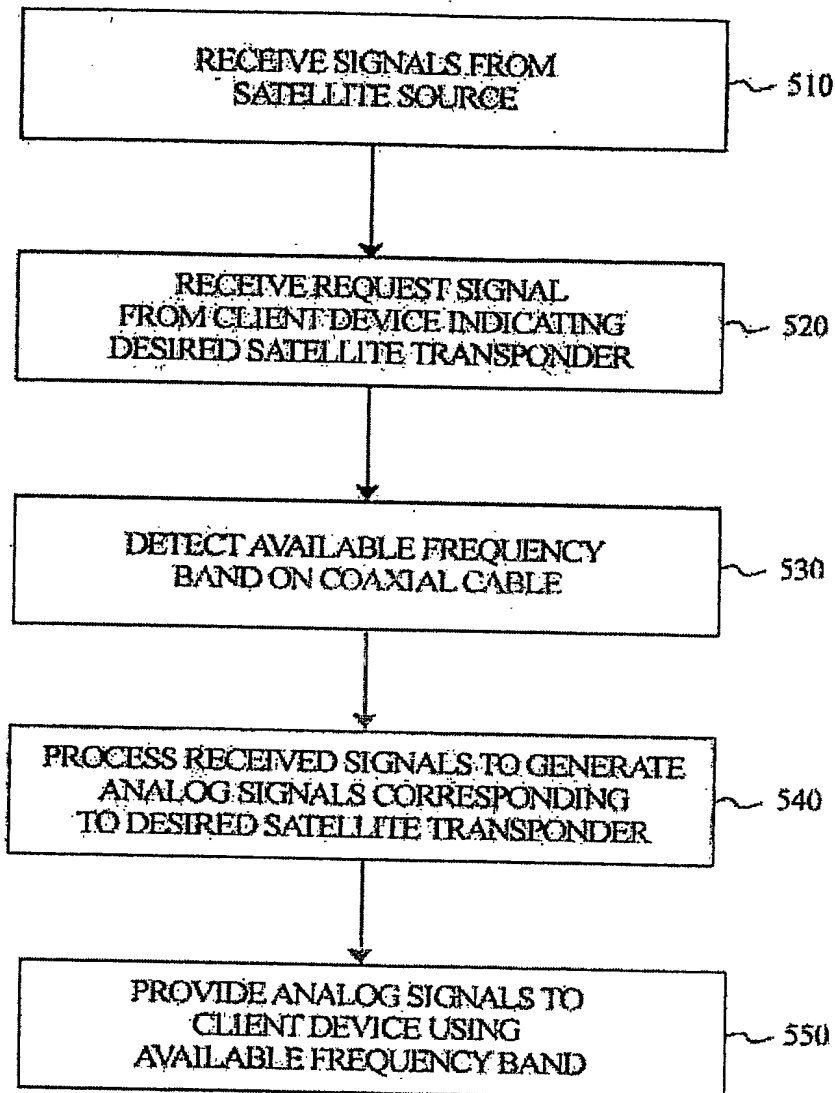 RECEIVE SIGNALS FROM
SATELLITE SOURCE
510
RECEIVE REQUEST SIGNAL
FROM CLIENT DEVICE INDICATING
DESIRED SATELLITE TRANSPONDER
520
DETECT AVAILABLE FREQUENCY
BAND ON COAXIAL CABLE
530
PROCESS RECEIVED SIGNALS TO GENERATE
ANALOG SIGNALS CORRESPONDING
TO DESIRED SATELLITE TRANSPONDER
540
PROVIDE ANALOG SIGNALS TO
CLIENT DEVICE USING
AVAILABLE FREQUENCY BAND
550